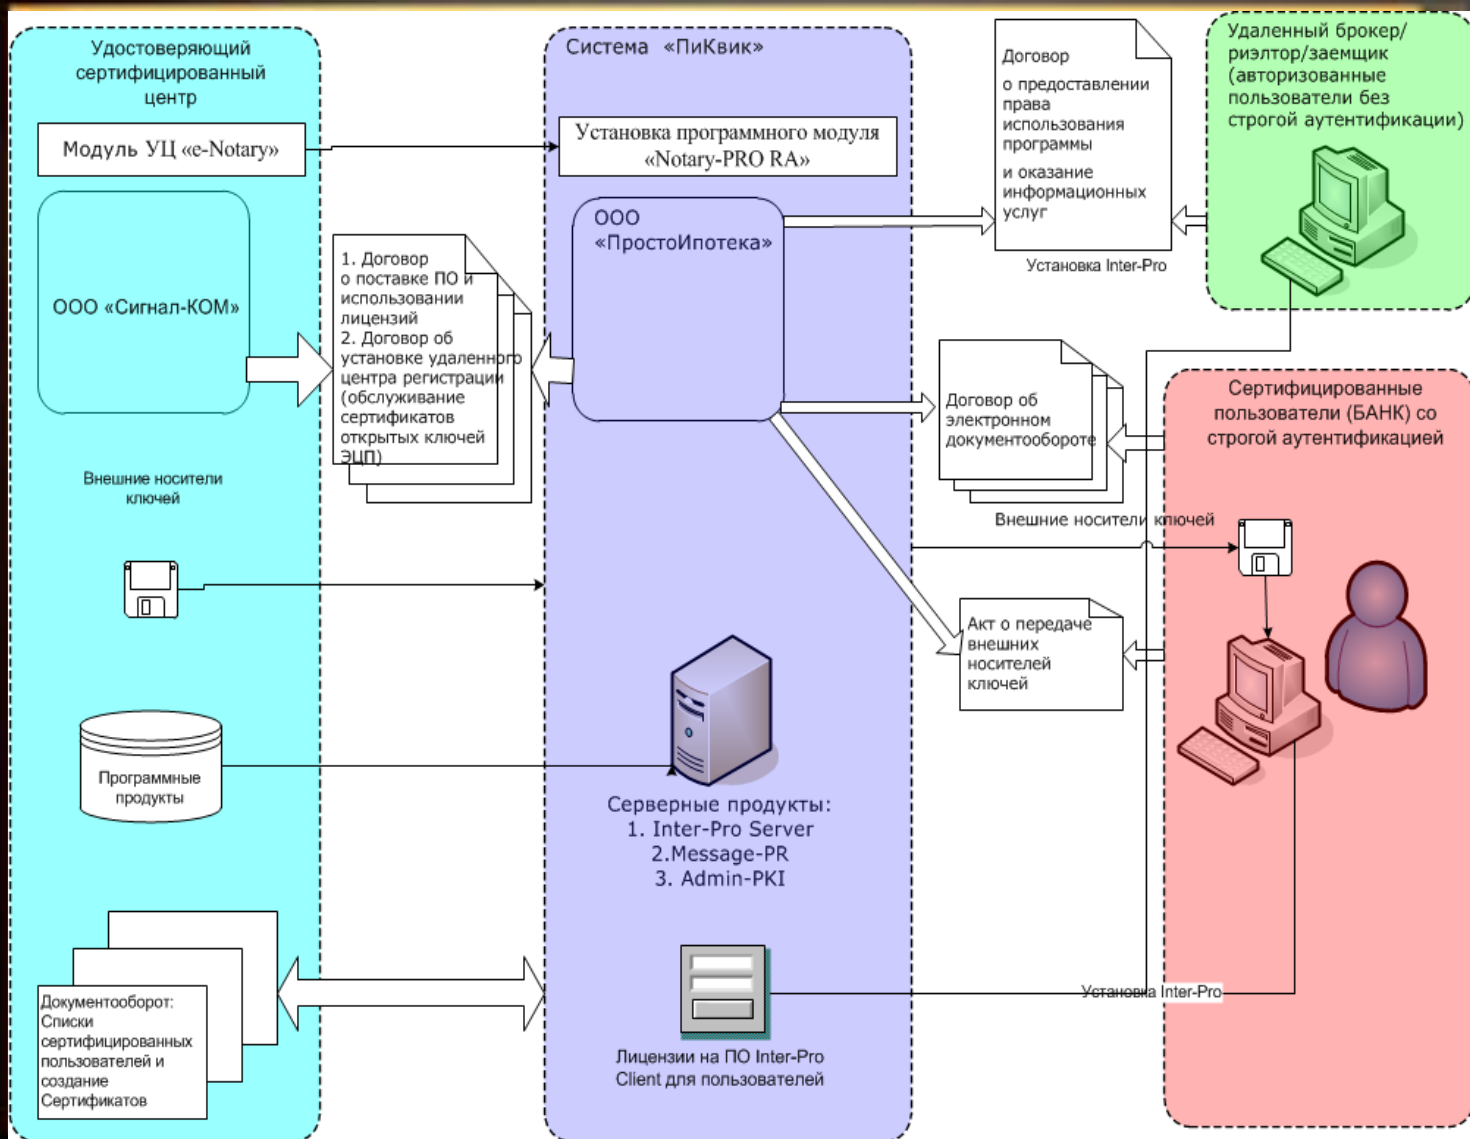 Удостоверяющий
сертифицированный
центр
Модуль УЦ «e-Notary»
ООО «Сигнал-КОМ»
Внешние носители
ключей
Программные
продукты
Документооборот:
Списки
сертифицированных
пользователей и
создание
Сертификатов
1. Договор
о поставке ПО и
использовании
лицензий
2. Договор об
установке удаленного
центра регистрации
(обслуживание
сертификатов
открытых ключей
ЭЦП)
Система «ПиКвик»
Установка программного модуля
«Notary-PRO RA»
ООО
«ПростоИпотека»
Серверные продукты:
1. Inter-Pro Server
2.Message-PR
3. Admin-PKI
Лицензии на ПО Inter-Pro
Client для пользователей
Договор
о предоставлении
права
использования
программы
и оказание
информационных
услуг
Установка Inter-Pro
Договор об
электронном
документообороте
Внешние носители ключей
Акт о передаче
внешних
носителей
ключей
Установка Inter-Pro
Удаленный брокер/
риэлтор/заемщик
(авторизованные
пользователи без
строгой аутентификации)
Сертифицированные
пользователи (БАНК) со
строгой аутентификацией